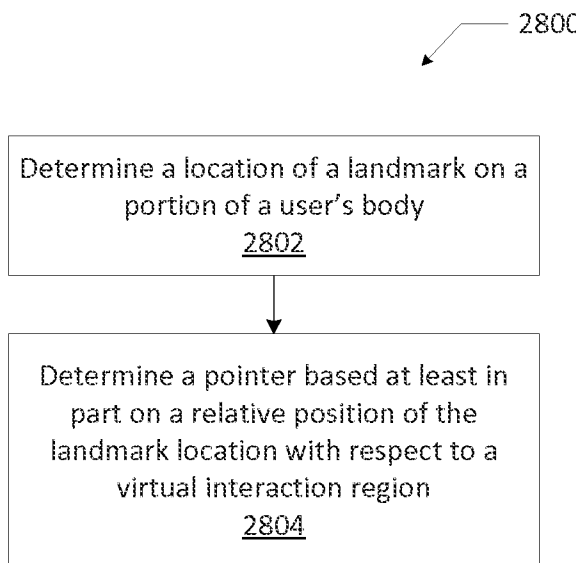 2800
Determine a location of a landmark on a
portion of a user's body
2802
Determine a pointer based at least in
part on a relative position of the
landmark location with respect to a
virtual interaction region
2804